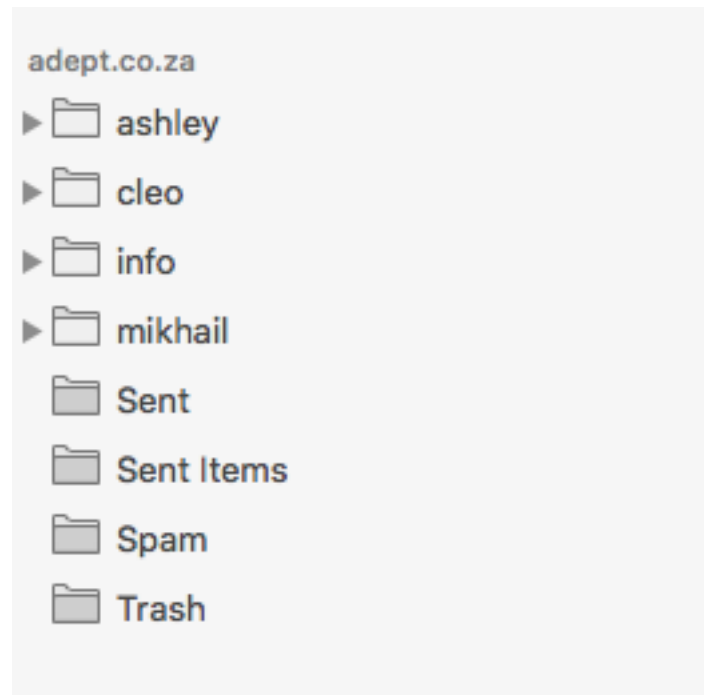 adept.co.za
ashley
cleo
info
mikhail
Sent
Sent Items
Spam
Trash